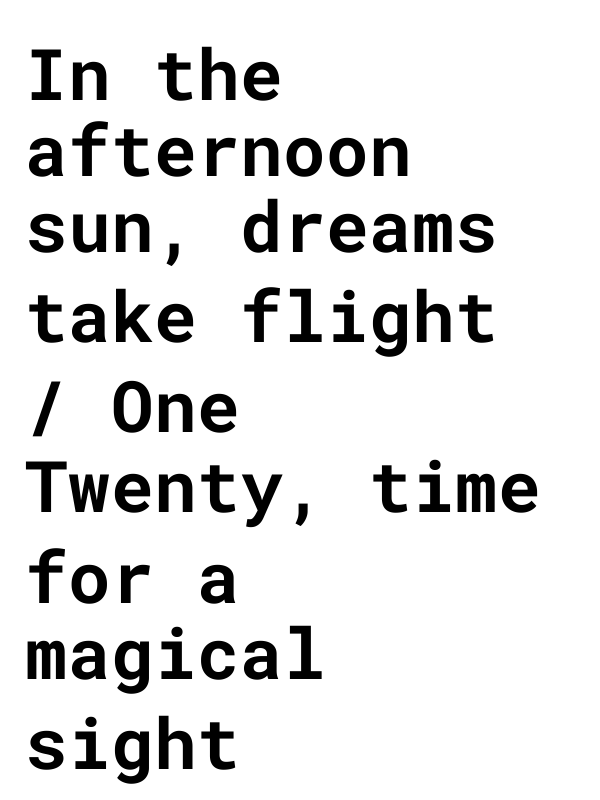 In the
afternoon
sun, dreams
take flight
/ One
Twenty, time
for a
magical
sight